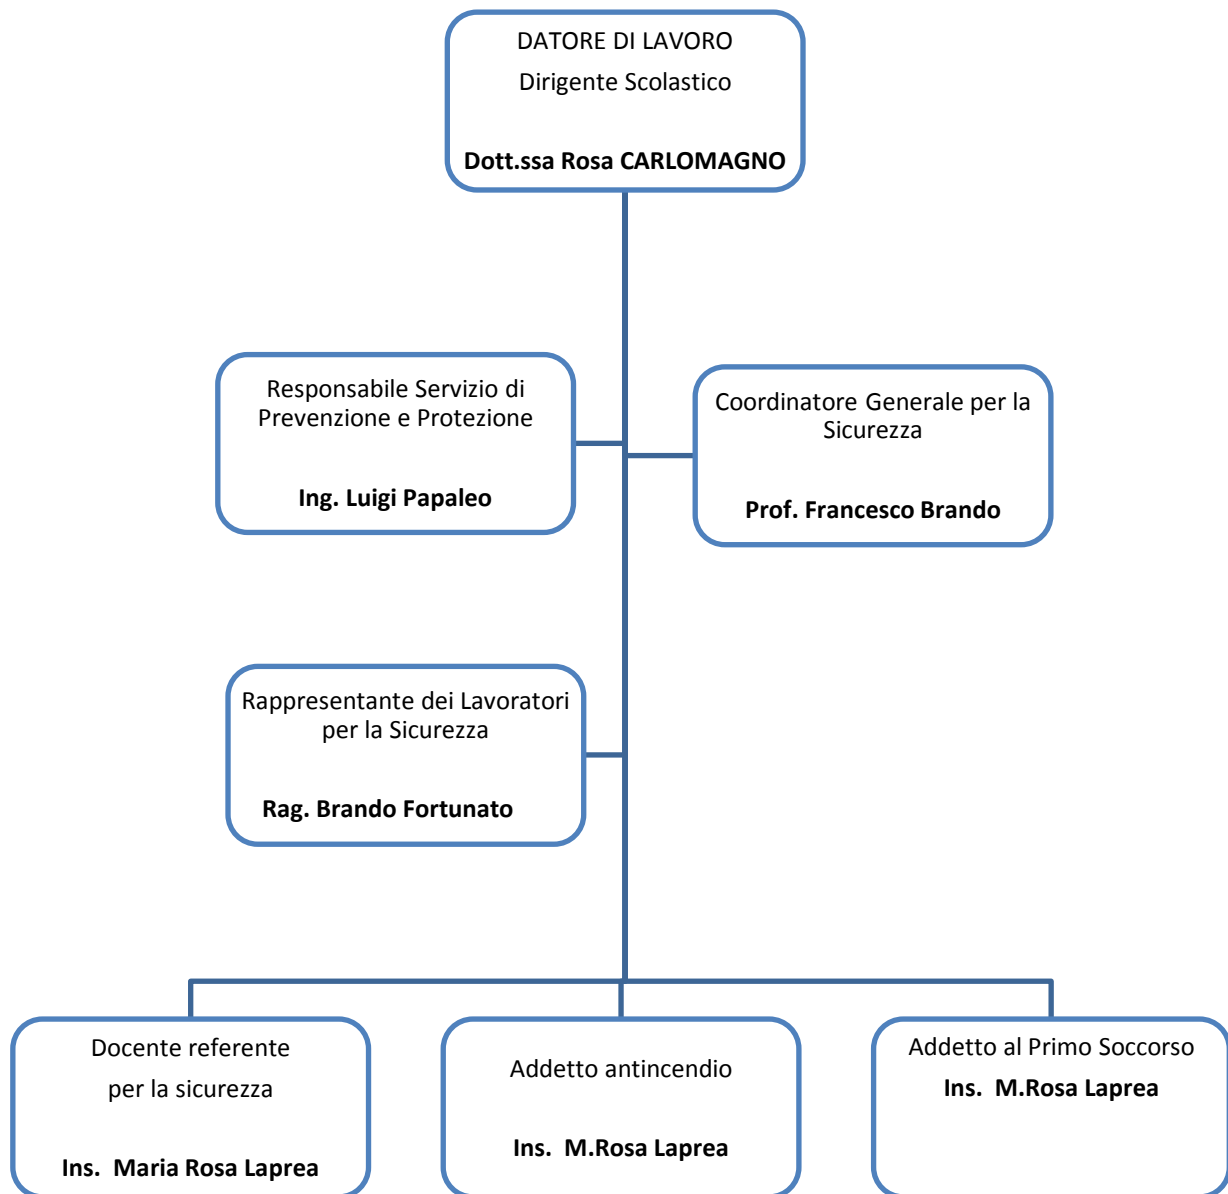 DATORE DI LAVORO
Dirigente Scolastico
Dott.ssa Rosa CARLOMAGNO
Responsabile Servizio di
Prevenzione e Protezione
Ing. Luigi Papaleo
Coordinatore Generale per la
Sicurezza
Prof. Francesco Brando
Rappresentante dei Lavoratori
per la Sicurezza
Rag. Brando Fortunato
Docente referente
per la sicurezza
Ins. Maria Rosa Laprea
Addetto antincendio
Ins. M.Rosa Laprea
Addetto al Primo Soccorso
Ins. M.Rosa Laprea